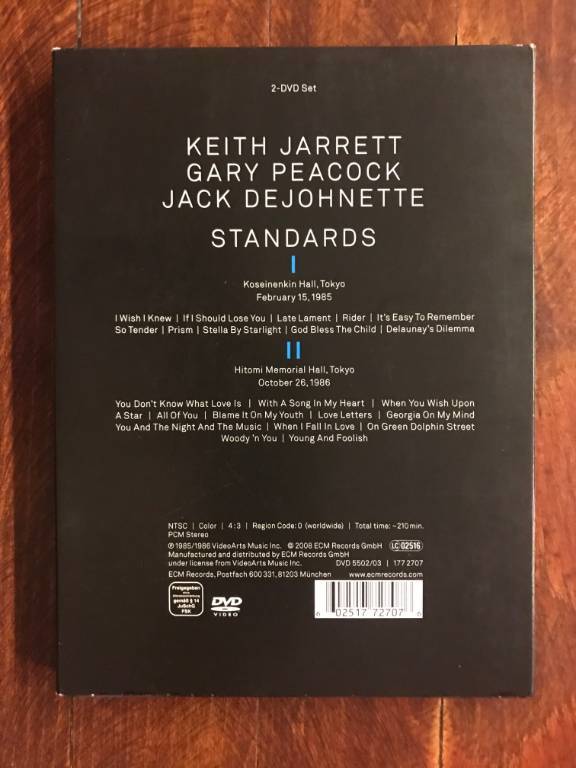 2-DVD Set
KEITH JARRETT
GARY PEACOCK
JACK DEJOHNETTE
STANDARDS
I
Koseinenkin Hall, Tokyo
February 15, 1985
I Wish I Knew | If I Should Lose You | Late Lament | Rider | It's Easy To Remember
So Tender | Prism | Stella By Starlight | God Bless The Child | Delauney's Dilemma
II
Hitomi Memorial Hall, Tokyo
October 26, 1986
You Don't Know What Love Is | With A Song In My Heart | When You Wish Upon
A Star | All Of You | Blame It On My Youth | Love Letters | Georgia On My Mind
You And The Night And The Music | When I Fall In Love | On Green Dolphin Street
Woody 'n You | Young And Foolish
NTSC | Color | 4:3 | Region Code: 0 (worldwide) | Total time: ~210 min.
PCM Stereo
℗ 1985/1986 VideoArts Music Inc. © 2008 ECM Records GmbH LC 02516
Manufactured and distributed by ECM Records GmbH
under license from VideoArts Music Inc. DVD 5502/03 | 177 2707
ECM Records, Postfach 600 331, 81203 München www.ecmrecords.com
Freigegeben
gemäß § 14
JuSchG
FSK
DVD
VIDEO
6 02517 72707 6